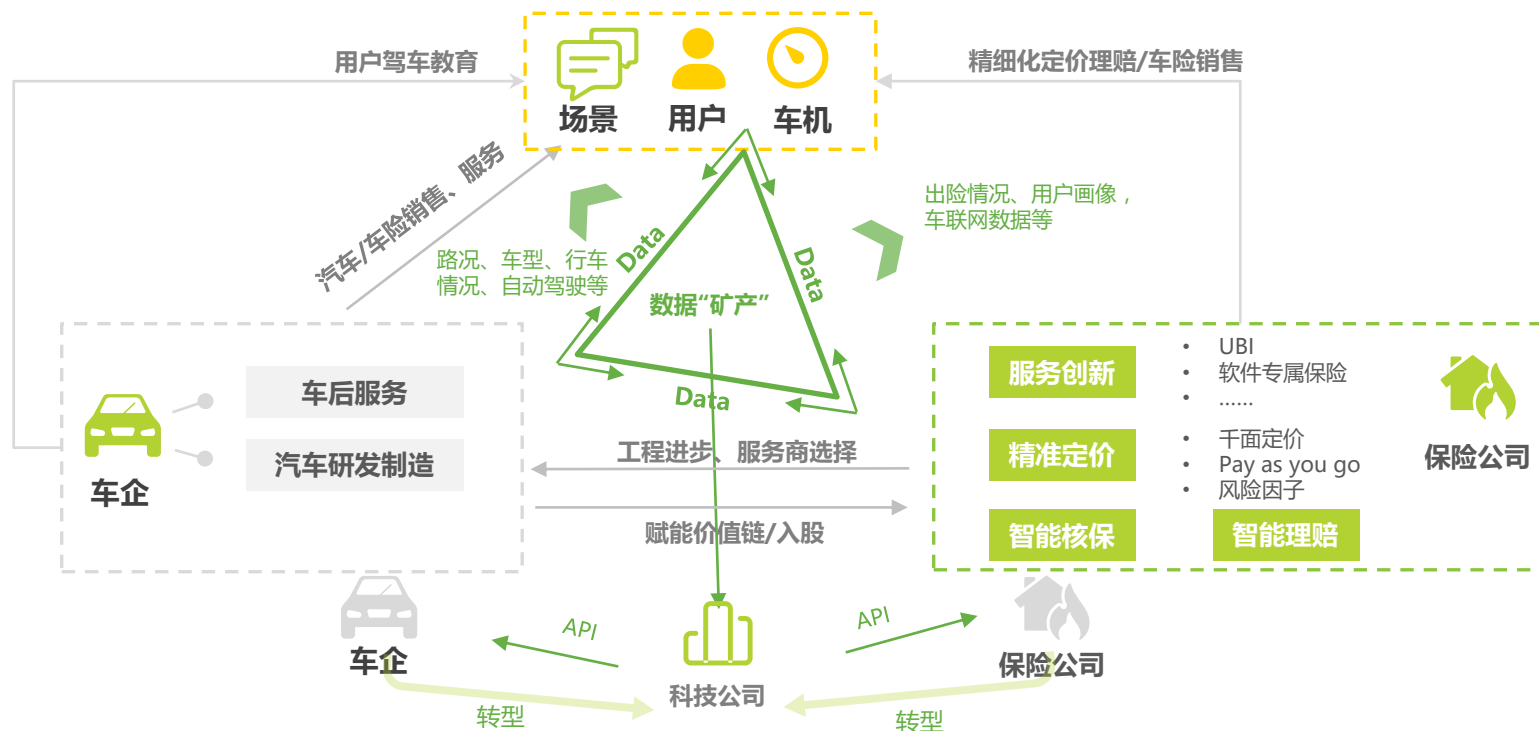 用户驾车教育
场景
用户
车机
精细化定价理赔/车险销售
汽车/车险销售、服务
路况、车型、行车
情况、自动驾驶等
Data
Data
Data
数据“矿产”
出险情况、用户画像，
车联网数据等
车企
车后服务
汽车研发制造
工程进步、服务商选择
赋能价值链/入股
服务创新
• UBI
• 软件专属保险
• ......
精准定价
• 千面定价
• Pay as you go
• 风险因子
智能核保
智能理赔
保险公司
车企
API
科技公司
API
保险公司
转型
转型